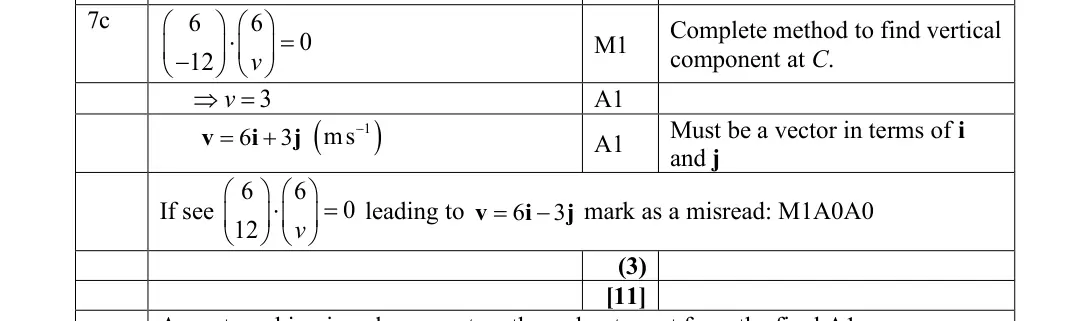 7c
(6 −12) · (6 v) = 0
M1
Complete method to find vertical
component at C.
⇒ v = 3
A1
v = 6i + 3j (m s⁻¹)
A1
Must be a vector in terms of i
and j
If see (6 12) · (6 v) = 0 leading to v = 6i − 3j mark as a misread: M1A0A0
(3)
[11]